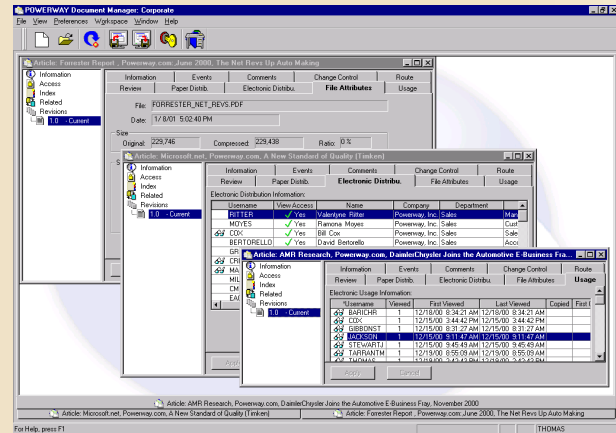 POWERWAY Document Manager: Corporate
File View Preferences Workspace Window Help
Article: Forrester Report , Powerway.com: ,June 2000, The Net Revs Up Auto Making
Information
Access
Index
Related
Revisions
1.0 - Current
Information Events Comments Change Control Route
Review Paper Distrib. Electronic Distribu. File Attributes Usage
File: FORRESTER_NET_REVS.PDF
Date: 1/ 8/01 5:02:40 PM
Size
Original: 229,746 Compressed: 229,438 Ratio: 0 %
Article: Microsoft.net, Powerway.com, A New Standard of Quality (Timken)
Information
Access
Index
Related
Revisions
1.0 - Current
Information Events Comments Change Control Route
Review Paper Distrib. Electronic Distribu. File Attributes Usage
Electronic Distribution Information:
Username View Access Name Company Department
RITTER Yes Valentyne Ritter Powerway, Inc. Sales Man
MOYES Yes Ramona Moyes Powerway, Inc. Sales Cust
COX Yes Bill Cox Powerway, Inc. Sales Sale
BERTORELLO Yes David Bertorello Powerway, Inc. Sales Acco
GR
CRI
MA
MIL
CM
EAG
Apply
Article: AMR Research, Powerway.com, DaimlerChrysler Joins the Automotive E-Business Fra...
Information
Access
Index
Related
Revisions
1.0 - Current
Information Events Comments Change Control Route
Review Paper Distrib. Electronic Distribu. File Attributes Usage
Electronic Usage Information:
*Username Viewed First Viewed Last Viewed Copied First
BARICHR 1 12/18/00 8:34:21 AM 12/18/00 8:34:21 AM
COX 1 12/15/00 3:44:42 PM 12/15/00 3:44:42 PM
GIBBONST 1 12/15/00 8:31:27 AM 12/15/00 8:31:27 AM
JACKSON 1 12/15/00 9:11:47 AM 12/15/00 9:11:47 AM
STEWARTJ 1 12/15/00 9:45:49 AM 12/15/00 9:45:49 AM
TARRANTM 1 12/19/00 8:55:09 AM 12/19/00 8:55:09 AM
THOMAS
Apply Cancel
Article: AMR Research, Powerway.com, DaimlerChrysler Joins the Automotive E-Business Fray, November 2000
Article: Microsoft.net, Powerway.com, A New Standard of Quality (Timken) Article: Forrester Report , Powerway.com: ,June 2000, The Net Revs Up Auto Making
For Help, press F1 THOMAS